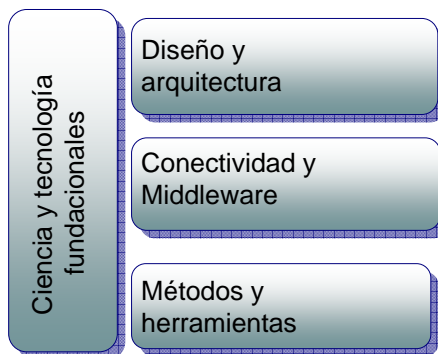 Ciencia y tecnología
fundacionales
Diseño y
arquitectura
Conectividad y
Middleware
Métodos y
herramientas